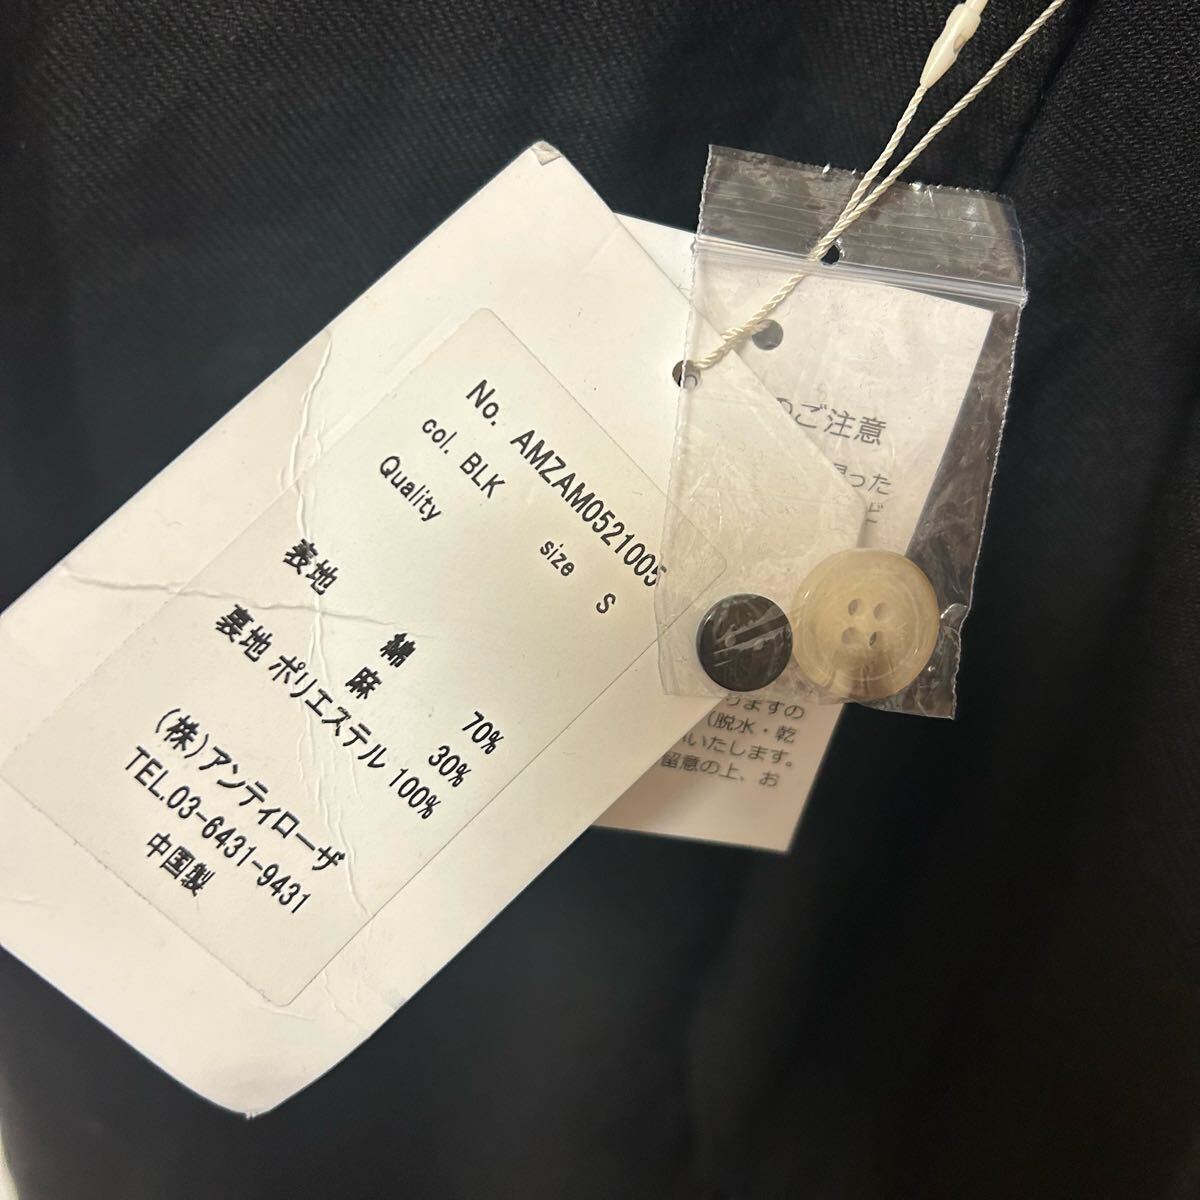 No. AMZAM0521005
col. BLK size S
Quality
表地 綿 70%
麻 30%
裏地 ポリエステル 100%
(株)アンティローザ
TEL.03-6431-9431
中国製
のご注意
った
ど
りますの
(脱水・乾
いたします。
留意の上、お